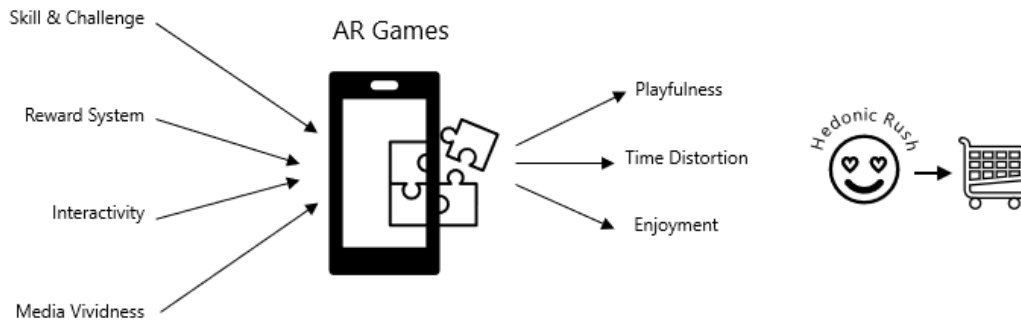 Skill & Challenge
AR Games
Reward System
Interactivity
Media Vividness
Playfulness
Time Distortion
Enjoyment
Hedonic Rush